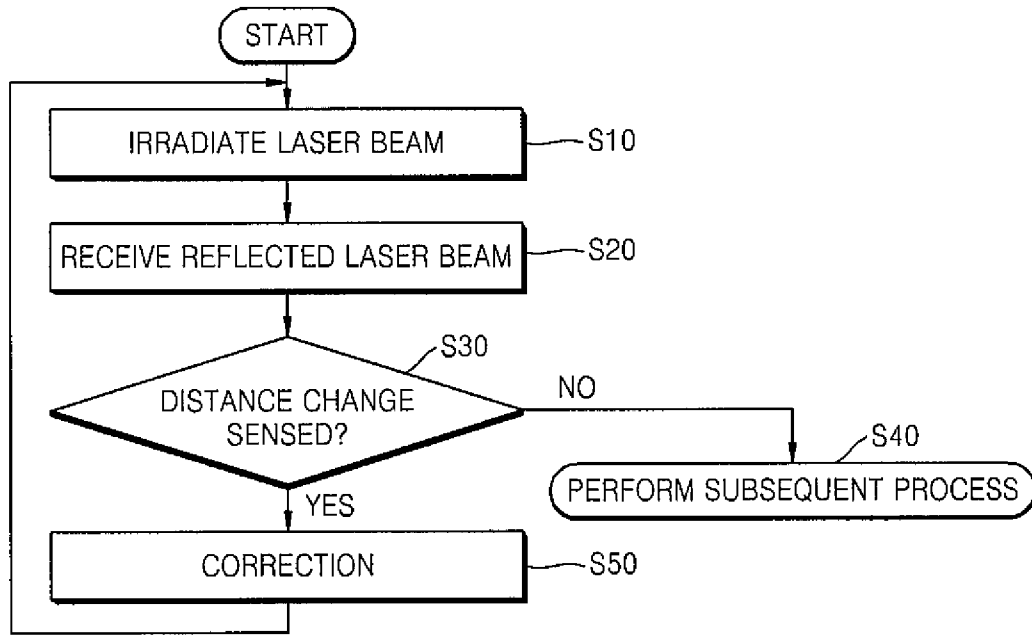 START
IRRADIATE LASER BEAM
S10
RECEIVE REFLECTED LASER BEAM
S20
S30
DISTANCE CHANGE
SENSED?
NO
S40
PERFORM SUBSEQUENT PROCESS
YES
CORRECTION
S50